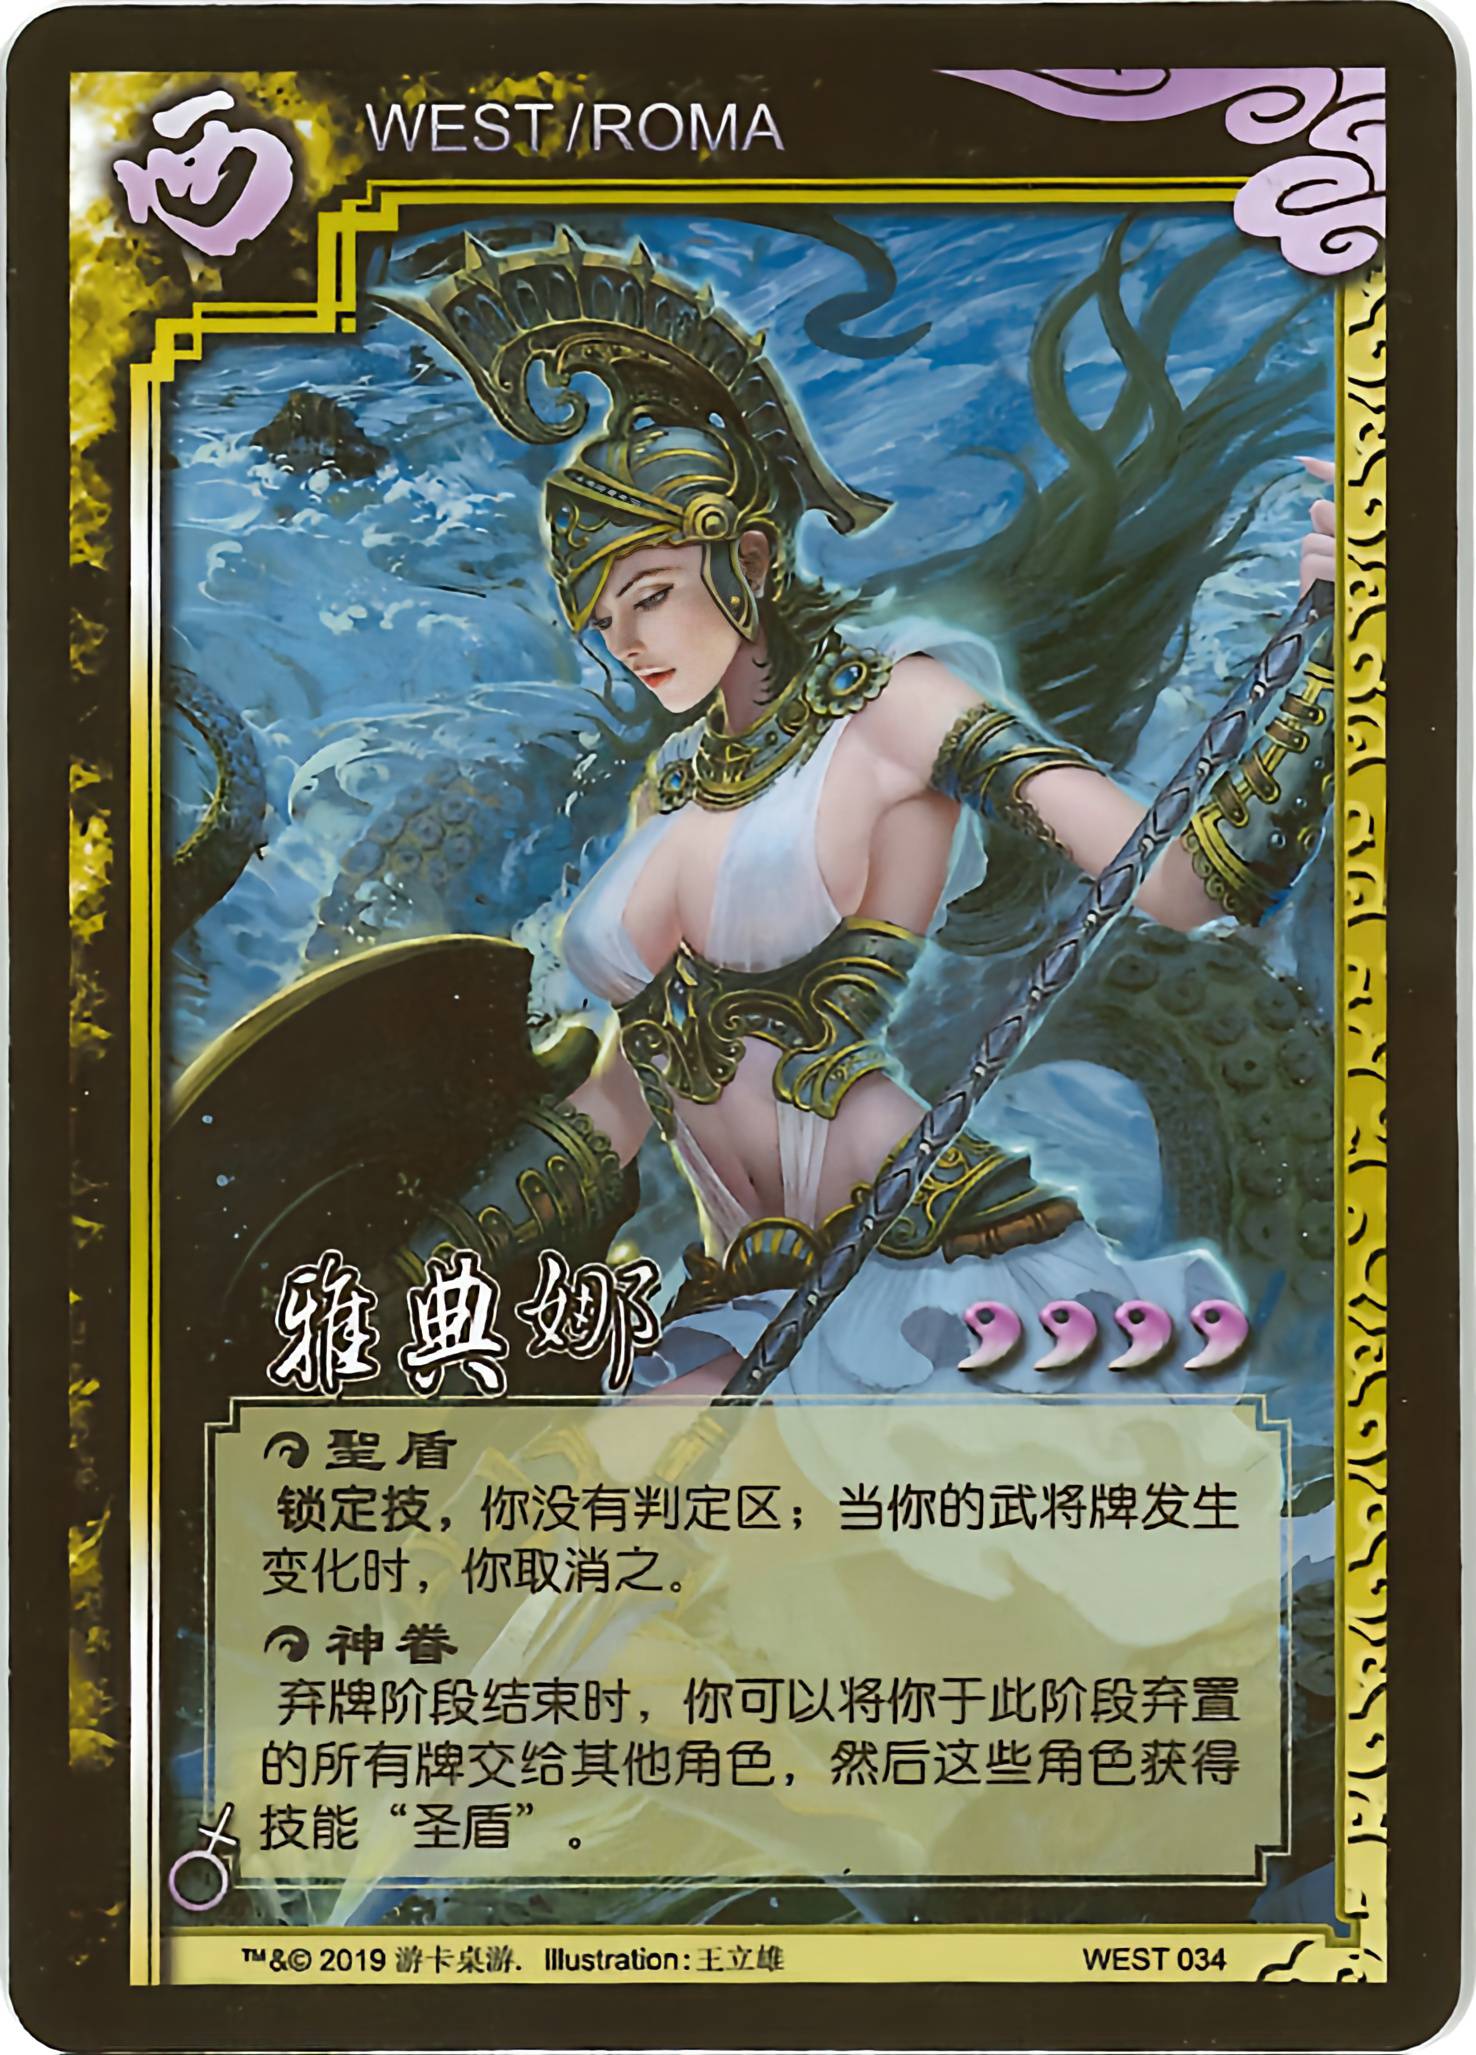 西 WEST/ROMA
雅典娜
聖盾
锁定技，你没有判定区；当你的武将牌发生
变化时，你取消之。
神眷
弃牌阶段结束时，你可以将你于此阶段弃置
的所有牌交给其他角色，然后这些角色获得
技能“圣盾”。
™&© 2019 游卡桌游. Illustration:王立雄
WEST 034